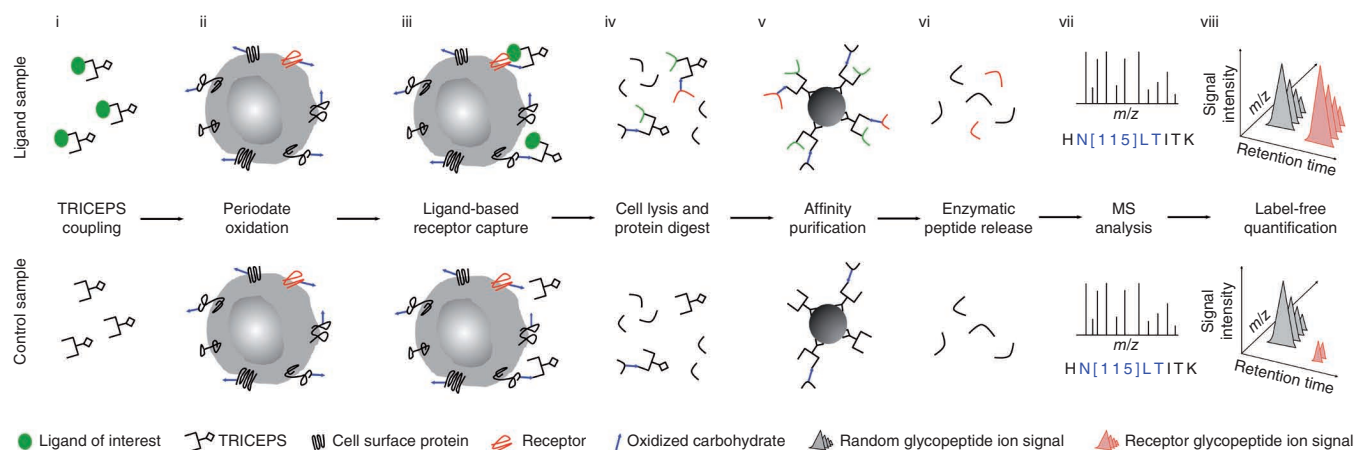 i ii iii iv v vi vii viii
Ligand sample
m/z
HN[115]LTITK
Signal intensity
m/z
Retention time
TRICEPS coupling
Periodate oxidation
Ligand-based receptor capture
Cell lysis and protein digest
Affinity purification
Enzymatic peptide release
MS analysis
Label-free quantification
Control sample
m/z
HN[115]LTITK
Signal intensity
m/z
Retention time
Ligand of interest TRICEPS Cell surface protein Receptor Oxidized carbohydrate Random glycopeptide ion signal Receptor glycopeptide ion signal